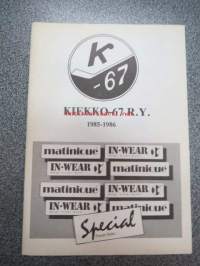 K
-67
KIEKKO-67 R.Y.
1985-1986
matinique IN-WEAR
IN-WEAR matinique
matinique IN-WEAR
IN-WEAR matinique
Special